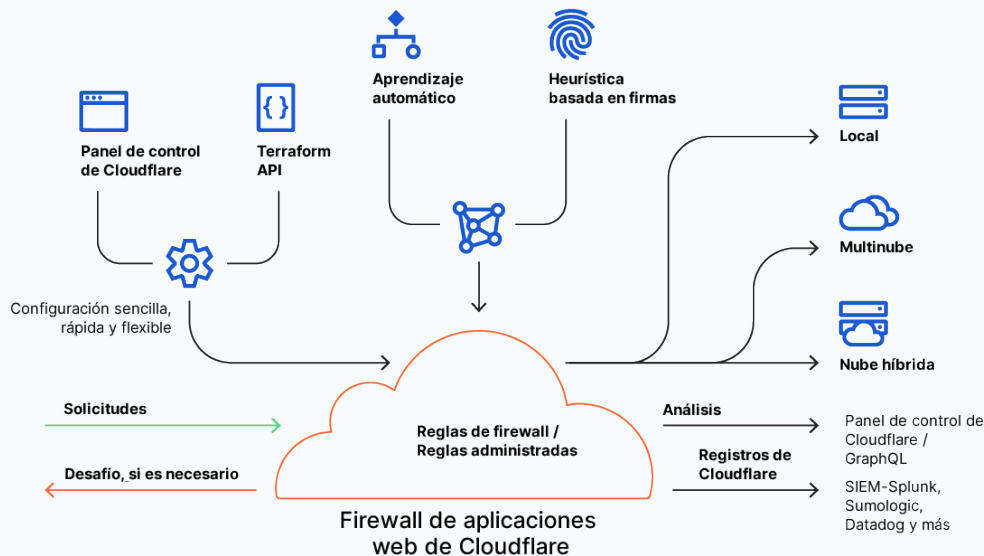 Aprendizaje
automático
Heurística
basada en firmas
Panel de control
de Cloudflare
Terraform
API
Local
Multinube
Nube híbrida
Configuración sencilla,
rápida y flexible
Solicitudes
Desafío, si es necesario
Reglas de firewall /
Reglas administradas
Firewall de aplicaciones
web de Cloudflare
Análisis
Panel de control de
Cloudflare /
GraphQL
Registros de
Cloudflare
SIEM-Splunk,
Sumologic,
Datadog y más